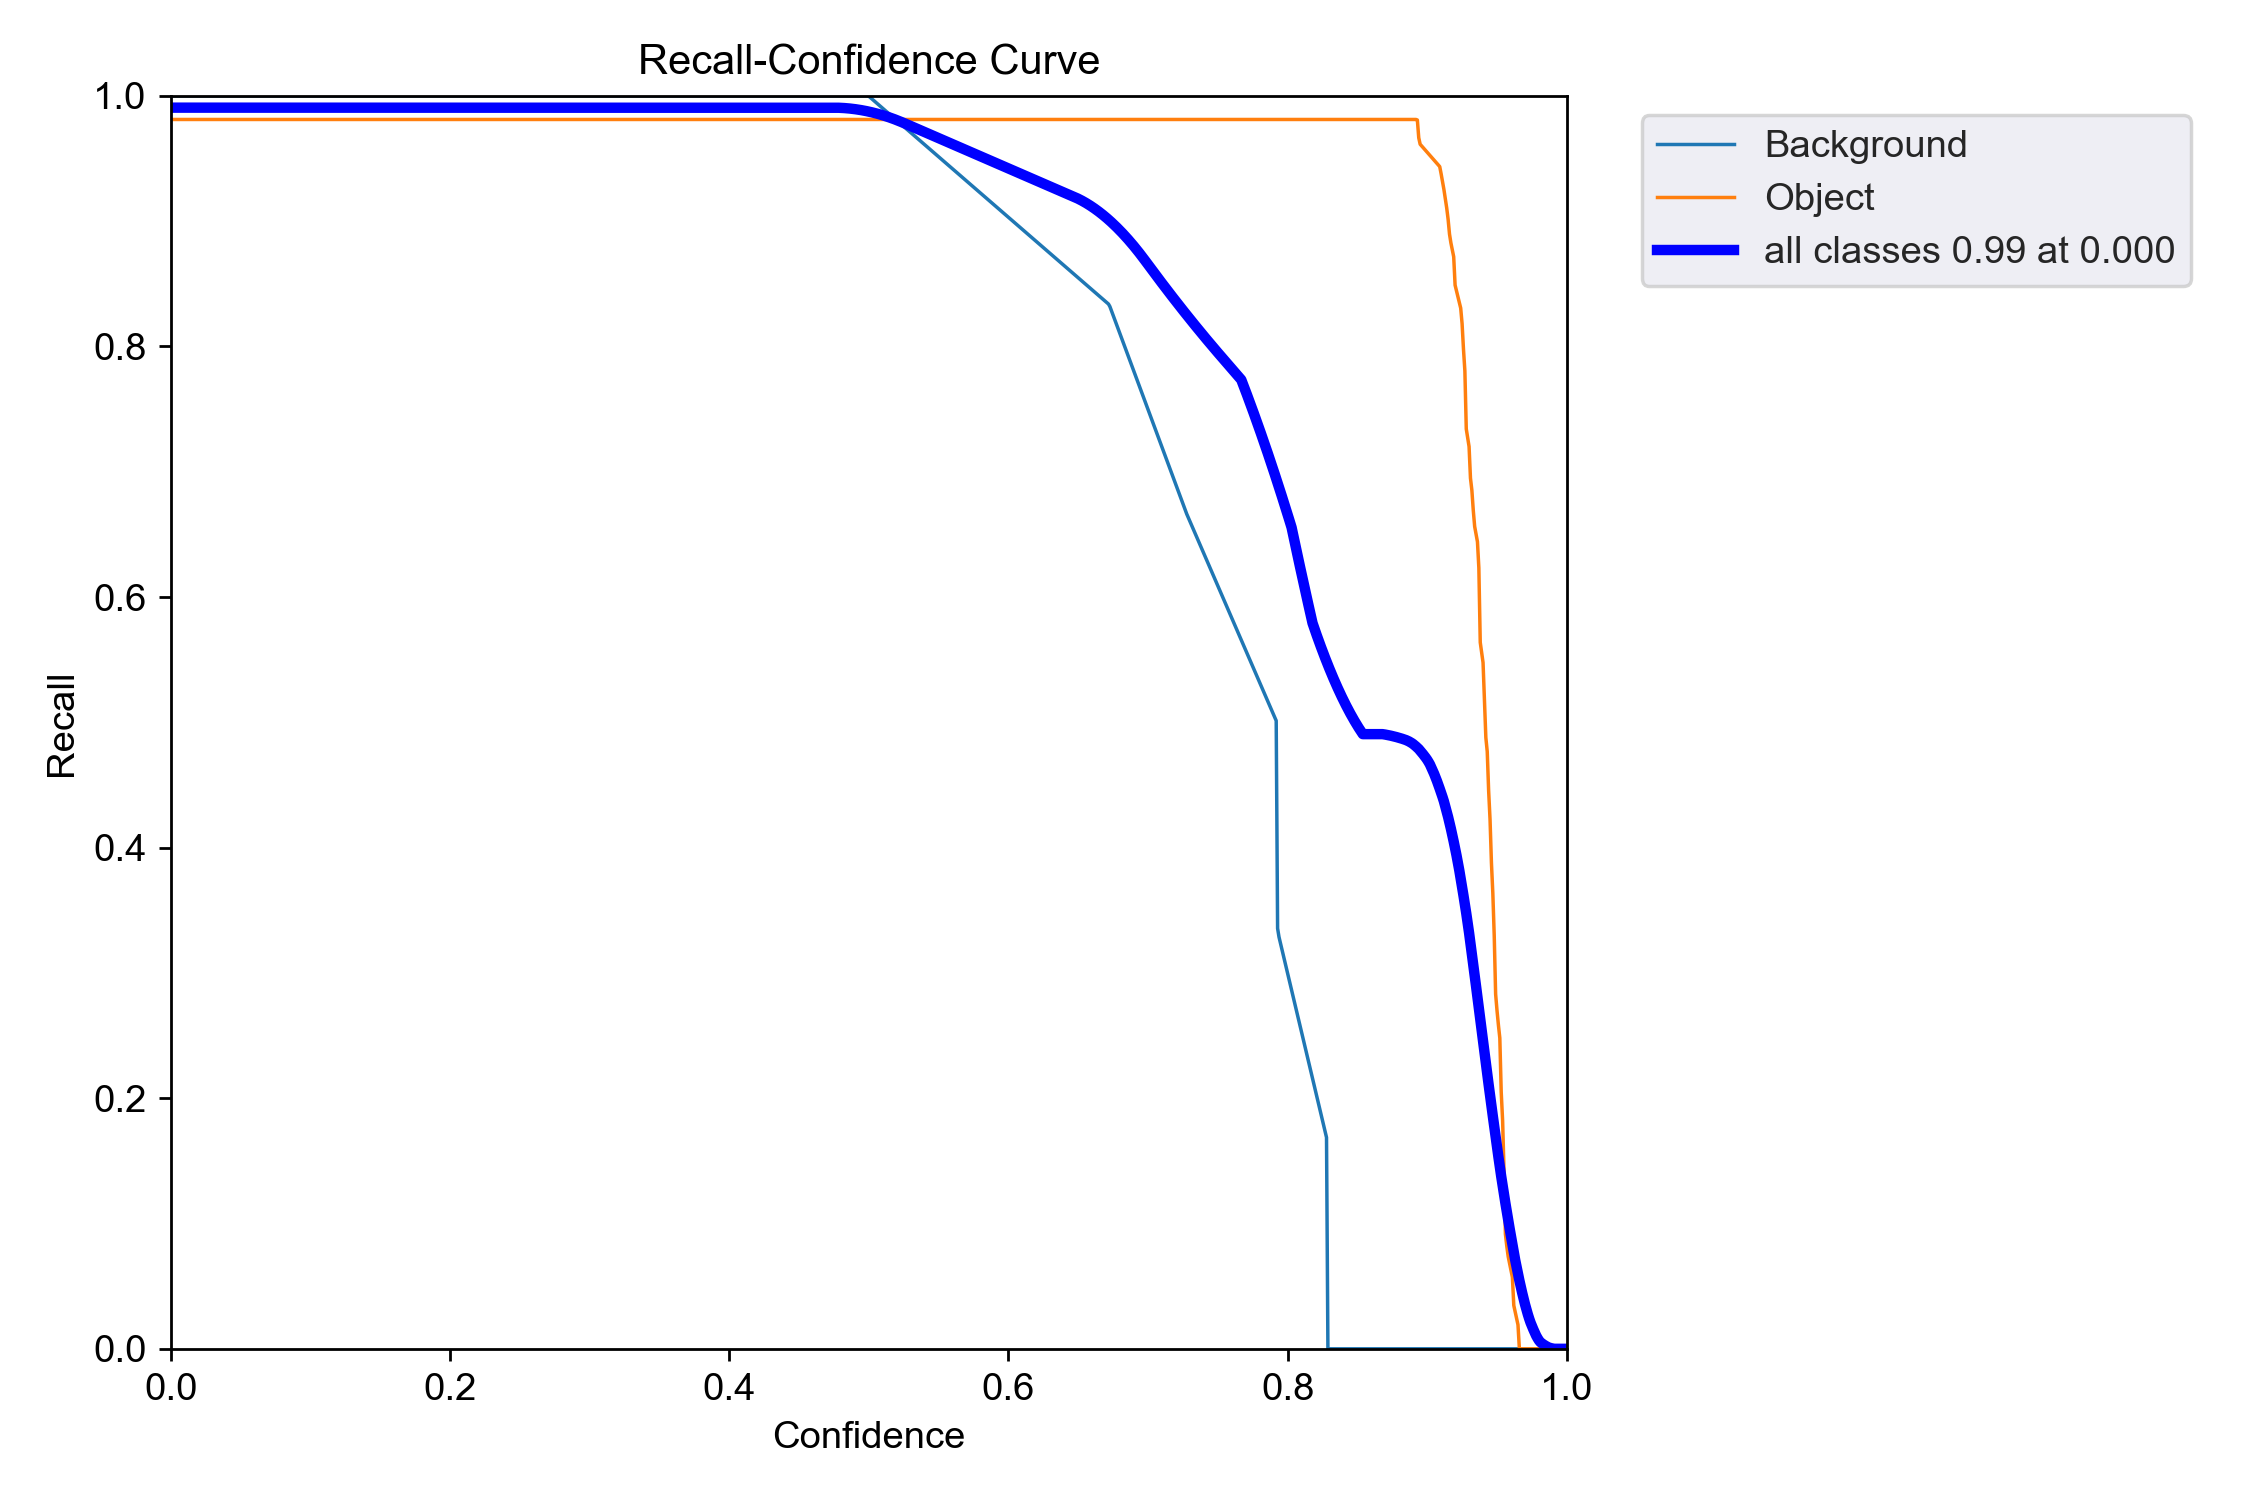 Recall-Confidence Curve
1.0
0.8
0.6
0.4
0.2
0.0
Recall
0.0 0.2 0.4 0.6 0.8 1.0
Confidence
Background
Object
all classes 0.99 at 0.000